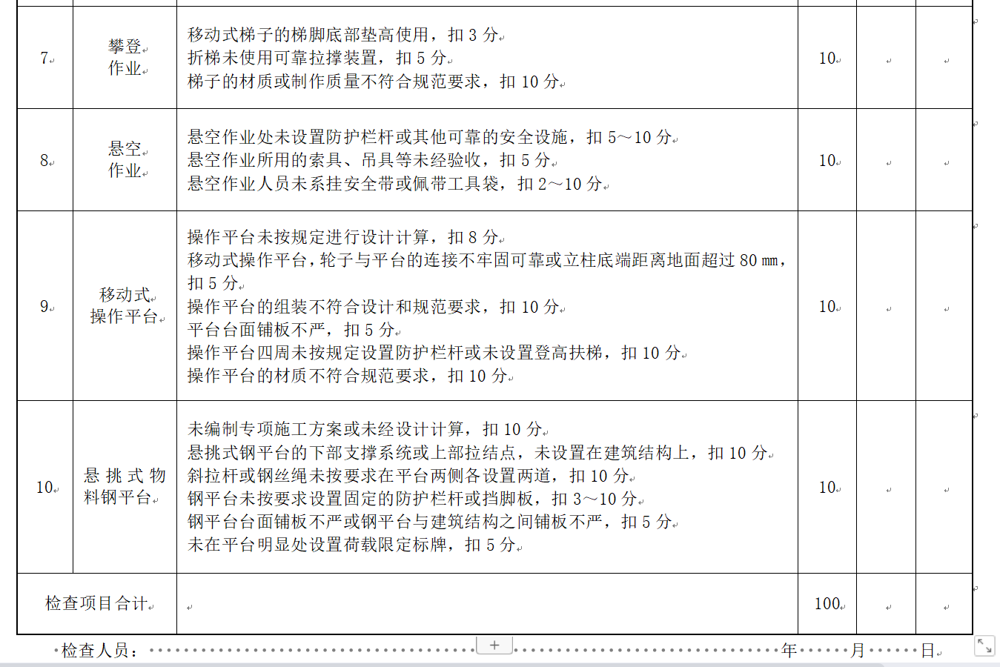 7
攀登
作业
移动式梯子的梯脚底部垫高使用，扣 3 分
折梯未使用可靠拉撑装置，扣 5 分
梯子的材质或制作质量不符合规范要求，扣 10 分
10
8
悬空
作业
悬空作业处未设置防护栏杆或其他可靠的安全设施，扣 5～10 分
悬空作业所用的索具、吊具等未经验收，扣 5 分
悬空作业人员未系挂安全带或佩带工具袋，扣 2～10 分
10
9
移动式
操作平台
操作平台未按规定进行设计计算，扣 8 分
移动式操作平台，轮子与平台的连接不牢固可靠或立柱底端距离地面超过 80 ㎜，
扣 5 分
操作平台的组装不符合设计和规范要求，扣 10 分
平台台面铺板不严，扣 5 分
操作平台四周未按规定设置防护栏杆或未设置登高扶梯，扣 10 分
操作平台的材质不符合规范要求，扣 10 分
10
10
悬挑式物
料钢平台
未编制专项施工方案或未经设计计算，扣 10 分
悬挑式钢平台的下部支撑系统或上部拉结点，未设置在建筑结构上，扣 10 分
斜拉杆或钢丝绳未按要求在平台两侧各设置两道，扣 10 分
钢平台未按要求设置固定的防护栏杆或挡脚板，扣 3～10 分
钢平台台面铺板不严或钢平台与建筑结构之间铺板不严，扣 5 分
未在平台明显处设置荷载限定标牌，扣 5 分
10
检查项目合计
100
检查人员： 年 月 日